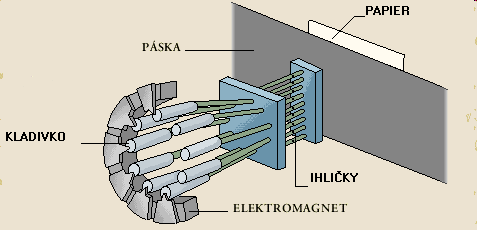 PAPIER
PÁSKA
KLADIVKO
IHLIČKY
ELEKTROMAGNET